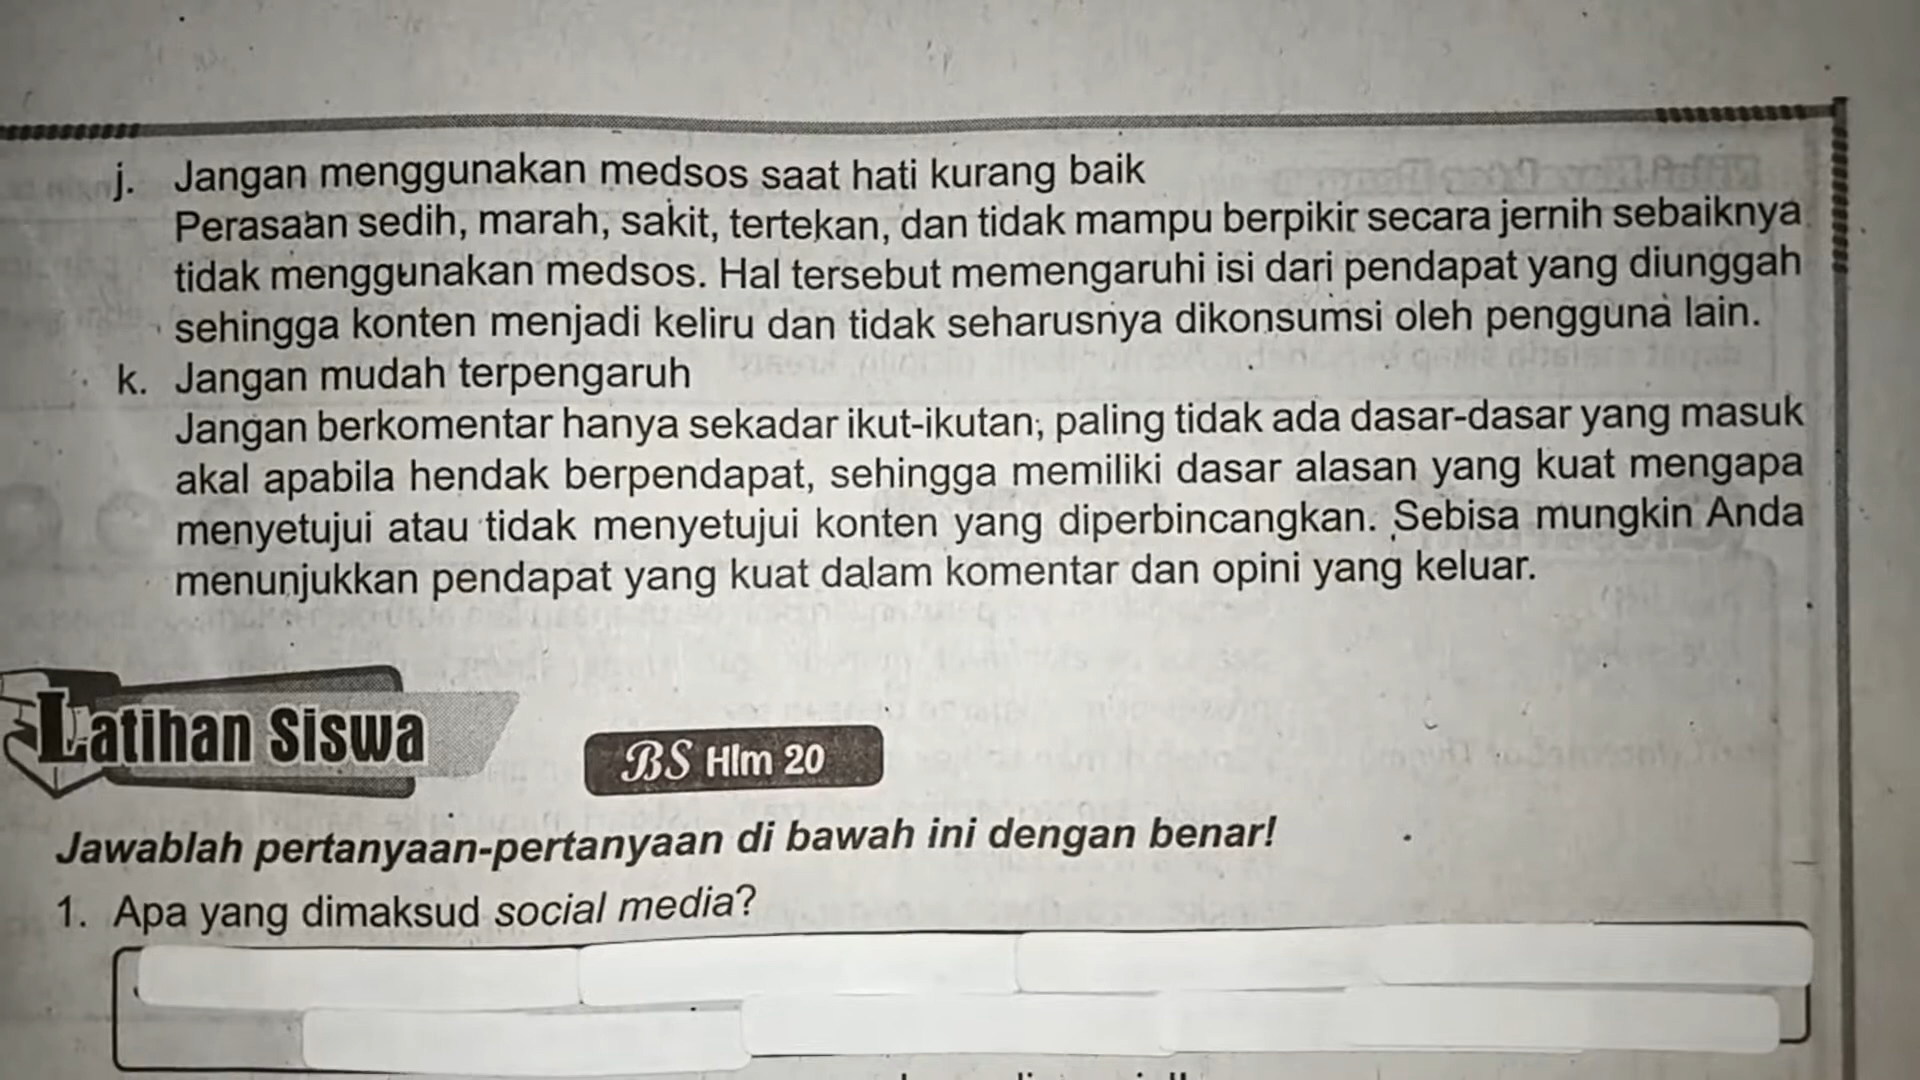 j. Jangan menggunakan medsos saat hati kurang baik
Perasaan sedih, marah, sakit, tertekan, dan tidak mampu berpikir secara jernih sebaiknya
tidak menggunakan medsos. Hal tersebut memengaruhi isi dari pendapat yang diunggah
sehingga konten menjadi keliru dan tidak seharusnya dikonsumsi oleh pengguna lain.
k. Jangan mudah terpengaruh
Jangan berkomentar hanya sekadar ikut-ikutan, paling tidak ada dasar-dasar yang masuk
akal apabila hendak berpendapat, sehingga memiliki dasar alasan yang kuat mengapa
menyetujui atau tidak menyetujui konten yang diperbincangkan. Sebisa mungkin Anda
menunjukkan pendapat yang kuat dalam komentar dan opini yang keluar.
Latihan Siswa
BS Hlm 20
Jawablah pertanyaan-pertanyaan di bawah ini dengan benar!
1. Apa yang dimaksud social media?